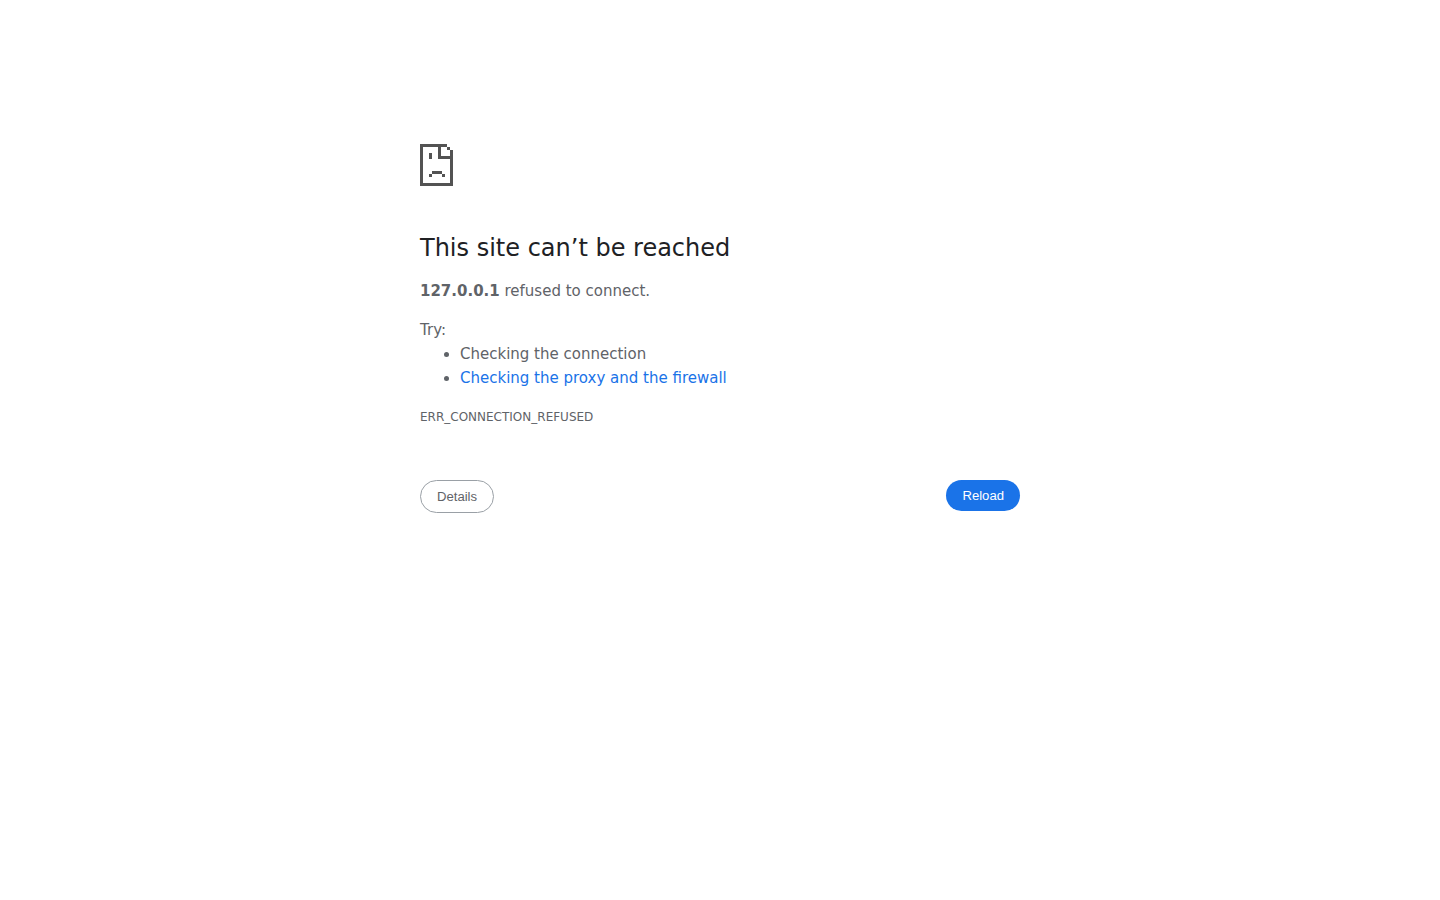 This site can’t be reached
127.0.0.1 refused to connect.
Try:
Checking the connection
Checking the proxy and the firewall
ERR_CONNECTION_REFUSED
Details
Reload